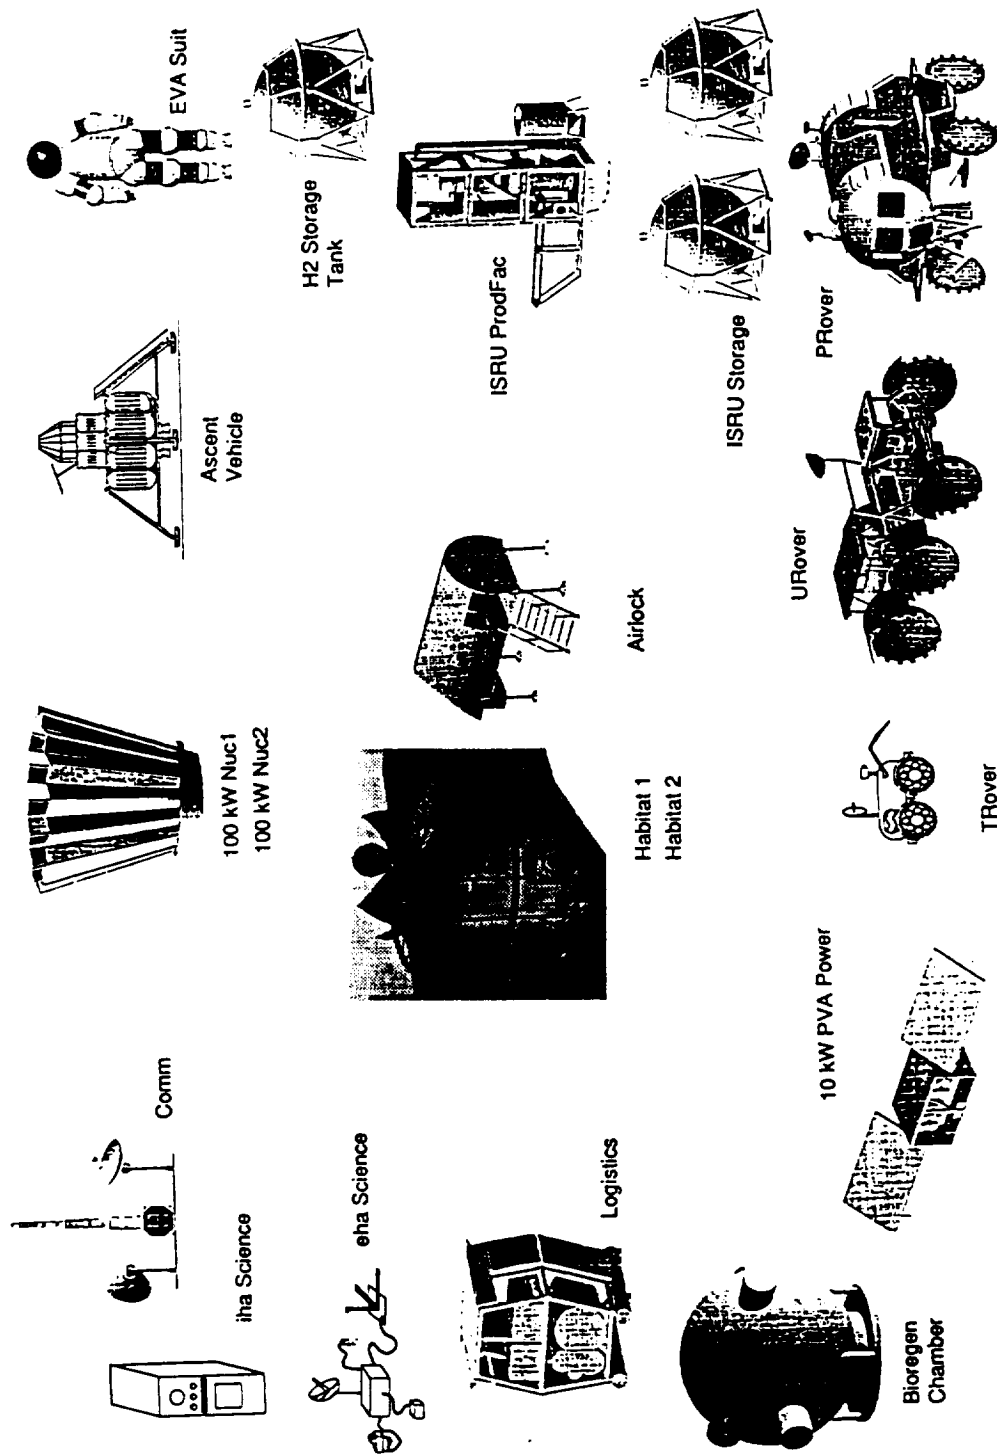 Comm
iha Science
100 kW Nuc1
100 kW Nuc2
Ascent
Vehicle
EVA Suit
eha Science
H2 Storage
Tank
Logistics
Habitat 1
Habitat 2
Airlock
ISRU ProdFac
ISRU Storage
Bioregen
Chamber
10 kW PVA Power
TRover
URover
PRover